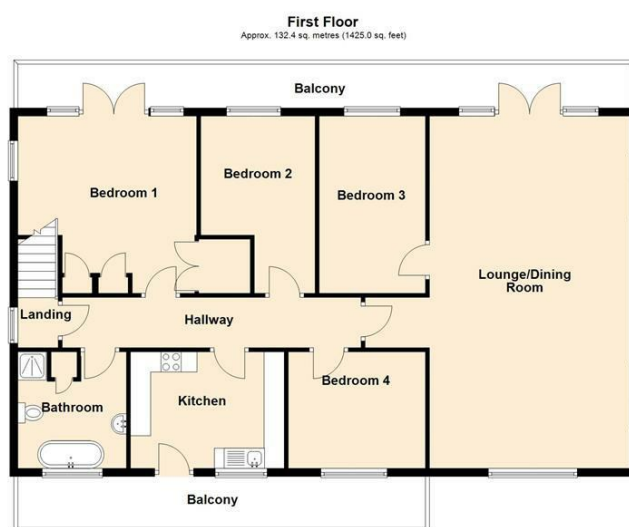 First Floor
Approx. 132.4 sq. metres (1425.0 sq. feet)
Balcony
Bedroom 1
Bedroom 2
Bedroom 3
Lounge/Dining
Room
Landing
Hallway
Bathroom
Kitchen
Bedroom 4
Balcony